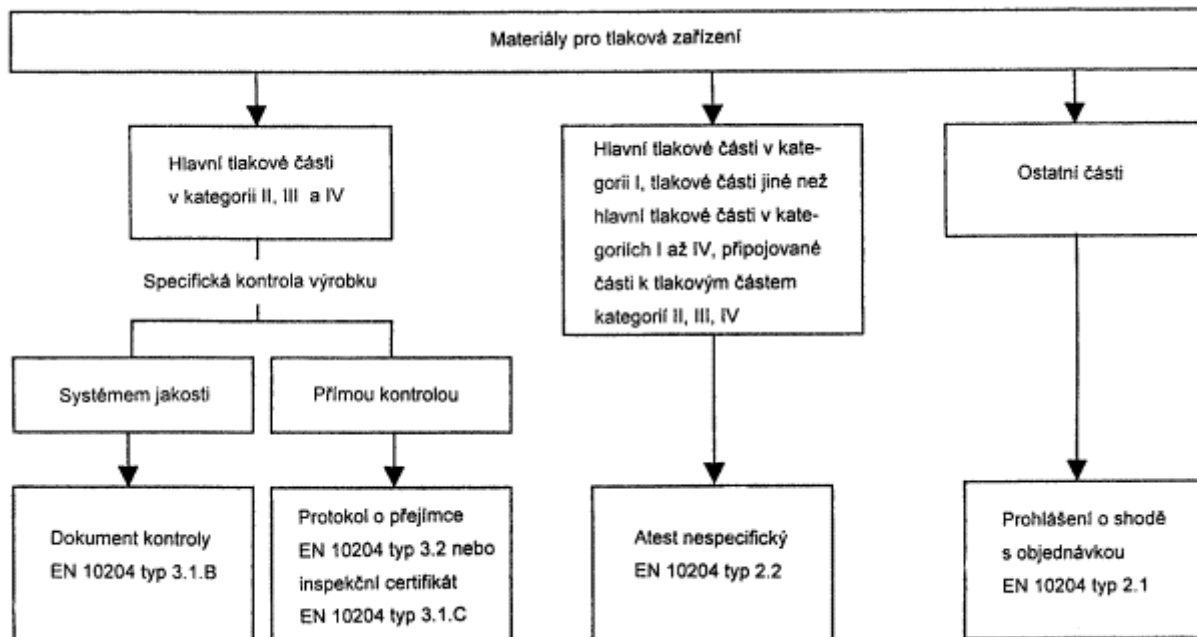 Materiály pro tlaková zařízení
Hlavní tlakové části
v kategorii II, III a IV
Hlavní tlakové části v kate-
gorii I, tlakové části jiné než
hlavní tlakové části v kate-
goriích I až IV, připojované
části k tlakovým částem
kategorií II, III, IV
Ostatní části
Specifická kontrola výrobku
Systémem jakosti
Přímou kontrolou
Dokument kontroly
EN 10204 typ 3.1.B
Protokol o přejímce
EN 10204 typ 3.2 nebo
inspekční certifikát
EN 10204 typ 3.1.C
Atest nespecifický
EN 10204 typ 2.2
Prohlášení o shodě
s objednávkou
EN 10204 typ 2.1